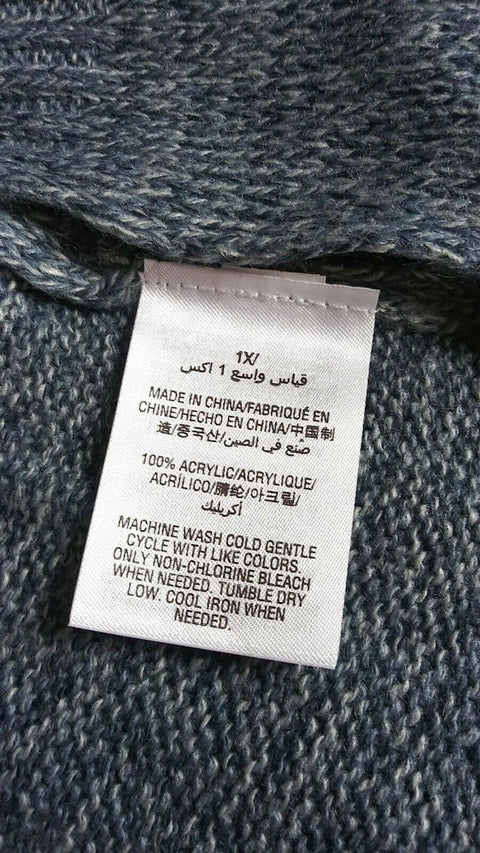 1X/
قياس واسع 1 اكس
MADE IN CHINA/FABRIQUÉ EN
CHINE/HECHO EN CHINA/中国制
造/중국산/صنع في الصين
100% ACRYLIC/ACRYLIQUE/
ACRÍLICO/腈纶/아크릴/
أكريليك
MACHINE WASH COLD GENTLE
CYCLE WITH LIKE COLORS.
ONLY NON-CHLORINE BLEACH
WHEN NEEDED. TUMBLE DRY
LOW. COOL IRON WHEN
NEEDED.